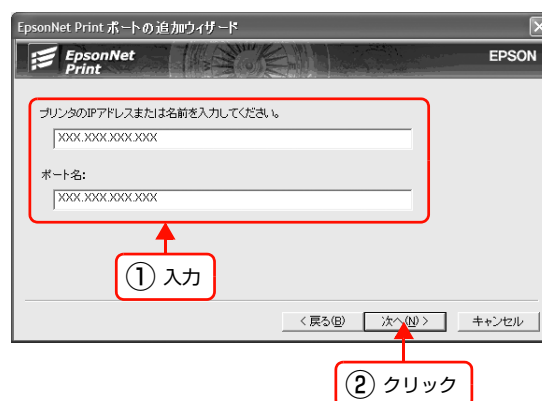 EpsonNet Print ポートの追加ウィザード
EpsonNet
Print
EPSON
プリンタのIPアドレスまたは名前を入力してください。
XXX.XXX.XXX.XXX
ポート名:
XXX.XXX.XXX.XXX
① 入力
< 戻る(B) 次へ(N) > キャンセル
② クリック